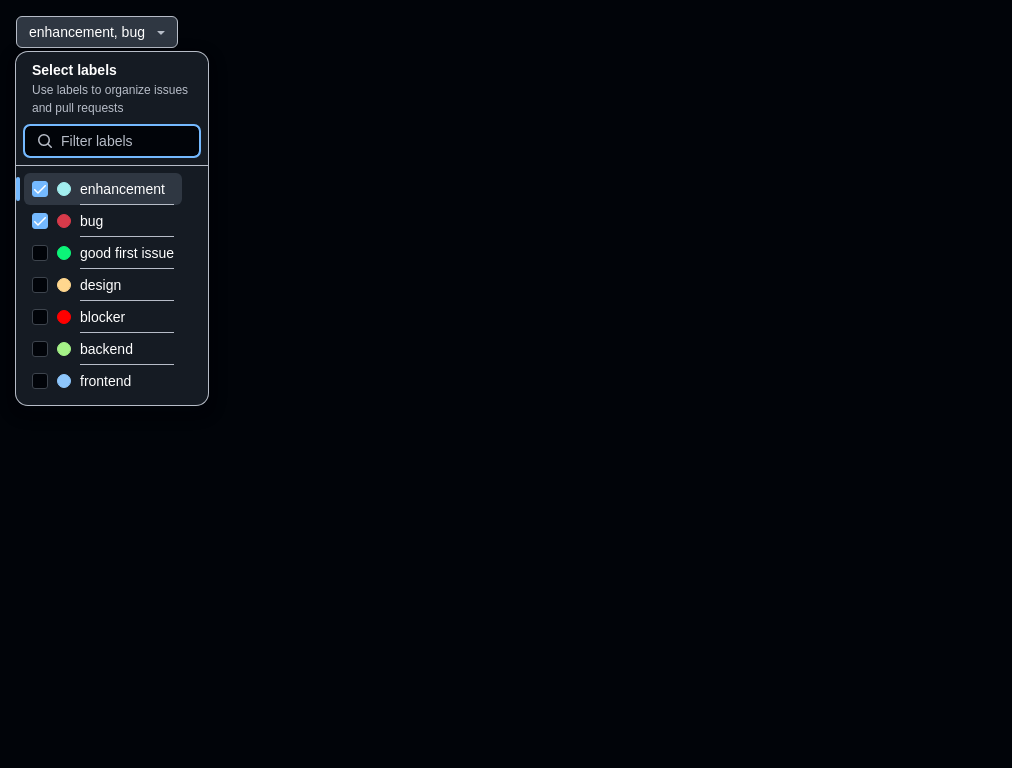 enhancement, bug
Select labels
Use labels to organize issues
and pull requests
Filter labels
enhancement
bug
good first issue
design
blocker
backend
frontend